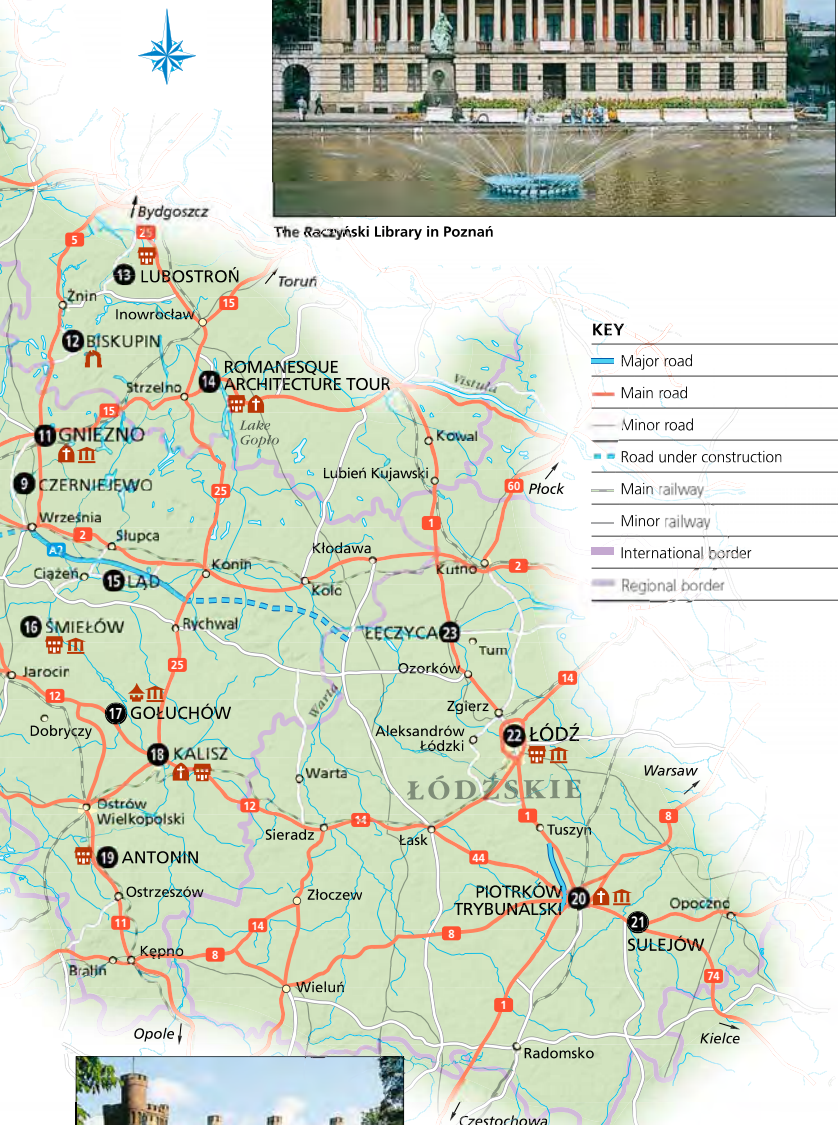 The Raczyński Library in Poznań
Bydgoszcz
5
25
13 LUBOSTROŃ
Toruń
Żnin
15
Inowrocław
12 BISKUPIN
14 ROMANESQUE
ARCHITECTURE TOUR
Strzelno
15
Vistula
11 GNIEZNO
Lake
Gopło
Kowal
9 CZERNIEJEWO
Lubień Kujawski
Płock
60
25
1
Września
2
Słupca
A2
Kłodawa
Konin
Kutno
2
Ciążeń
15 LĄD
Koło
16 ŚMIEŁÓW
Rychwał
ŁĘCZYCA 23
Tum
Jarocin
25
Ozorków
14
12
Warta
Zgierz
17 GOŁUCHÓW
Dobryczy
Aleksandrów
Łódzki
22 ŁÓDŹ
18 KALISZ
Warta
ŁÓDŹSKIE
Warsaw
Ostrów
Wielkopolski
12
14
1
8
Sieradz
Łask
Tuszyn
19 ANTONIN
44
Ostrzeszów
Złoczew
PIOTRKÓW
TRYBUNALSKI
20
Opoczno
11
14
8
21
SULEJÓW
Kępno
8
Bralin
74
Wieluń
1
Opole
Kielce
Radomsko
Częstochowa
KEY
Major road
Main road
Minor road
Road under construction
Main railway
Minor railway
International border
Regional border